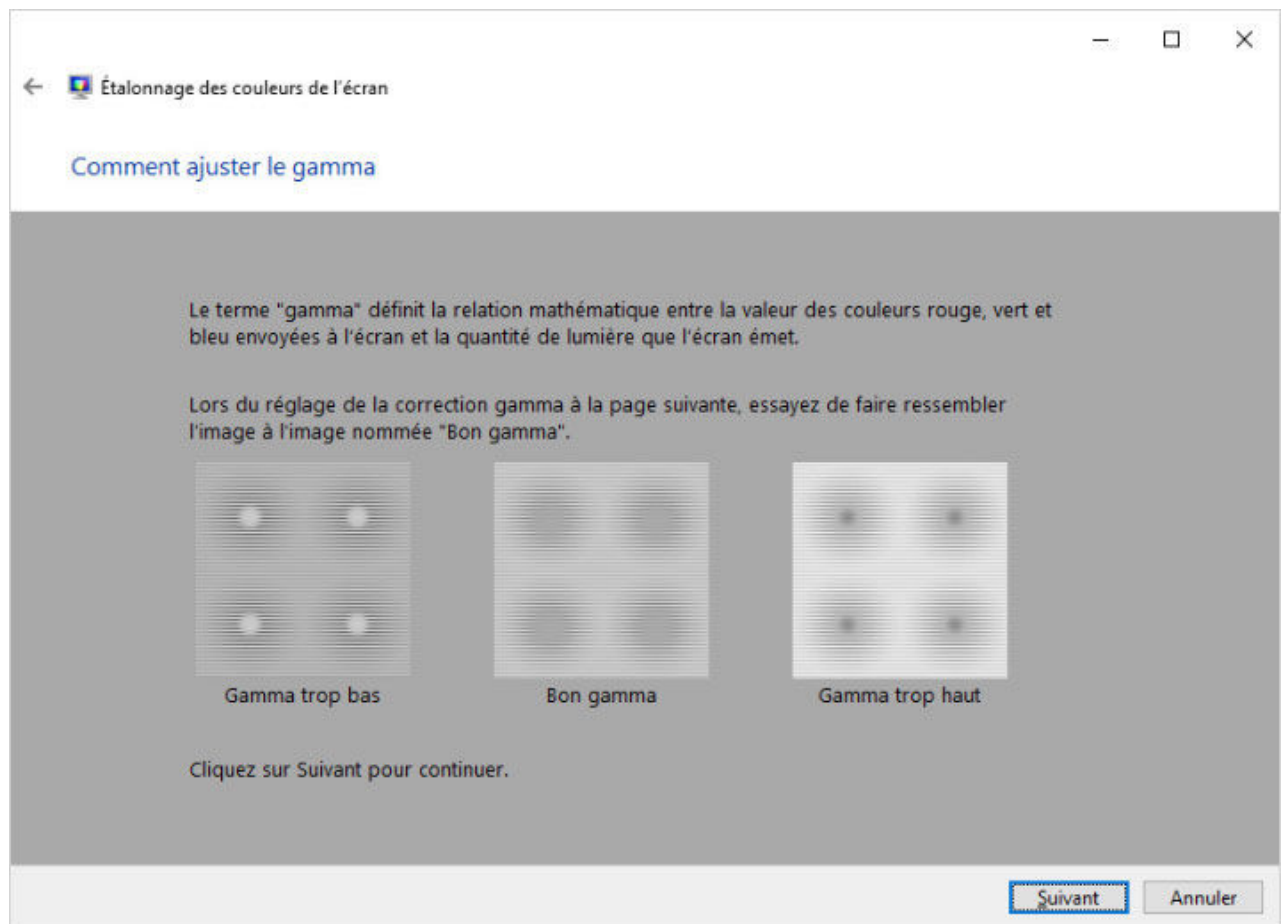 Étalonnage des couleurs de l'écran
Comment ajuster le gamma
Le terme "gamma" définit la relation mathématique entre la valeur des couleurs rouge, vert et
bleu envoyées à l'écran et la quantité de lumière que l'écran émet.
Lors du réglage de la correction gamma à la page suivante, essayez de faire ressembler
l'image à l'image nommée "Bon gamma".
Gamma trop bas
Bon gamma
Gamma trop haut
Cliquez sur Suivant pour continuer.
Suivant
Annuler